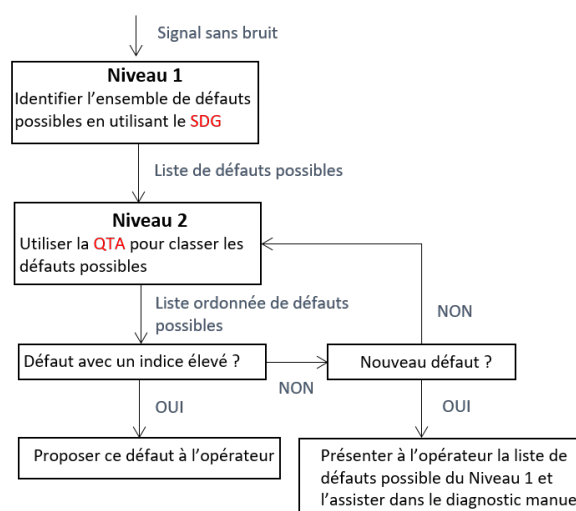 Signal sans bruit
Niveau 1
Identifier l'ensemble de défauts
possibles en utilisant le SDG
Liste de défauts possibles
Niveau 2
Utiliser la QTA pour classer les
défauts possibles
Liste ordonnée de défauts
possibles
NON
Défaut avec un indice élevé ?
Nouveau défaut ?
NON
OUI
OUI
Proposer ce défaut à l'opérateur
Présenter à l'opérateur la liste de
défauts possible du Niveau 1 et
l'assister dans le diagnostic manue